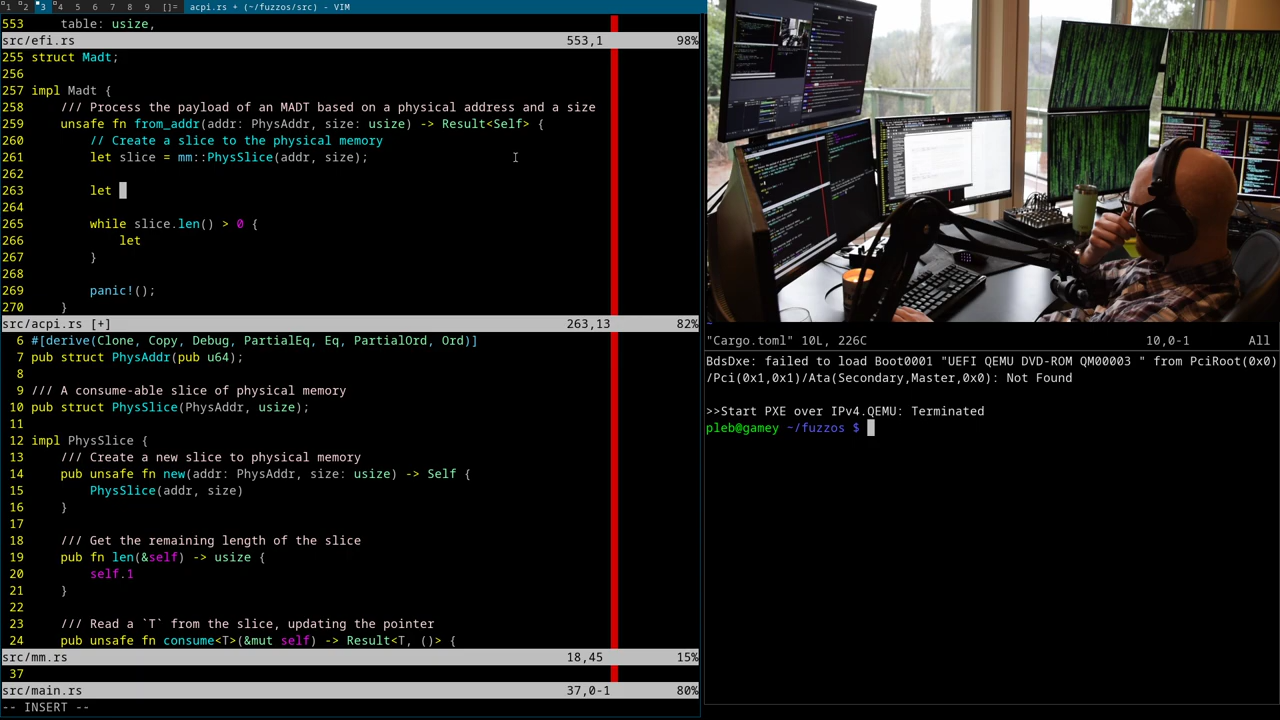 1 2 3 4 5 6 7 8 9 []= acpi.rs + (~/fuzzos/src) - VIM
553     table: usize,
src/efi.rs 553,1 98%
255 struct Madt;
256
257 impl Madt {
258     /// Process the payload of an MADT based on a physical address and a size
259     unsafe fn from_addr(addr: PhysAddr, size: usize) -> Result<Self> {
260         // Create a slice to the physical memory
261         let slice = mm::PhysSlice(addr, size);
262
263         let
264
265         while slice.len() > 0 {
266             let
267         }
268
269         panic!();
270     }
src/acpi.rs [+] 263,13 82%
6 #[derive(Clone, Copy, Debug, PartialEq, Eq, PartialOrd, Ord)]
7 pub struct PhysAddr(pub u64);
8
9 /// A consume-able slice of physical memory
10 pub struct PhysSlice(PhysAddr, usize);
11
12 impl PhysSlice {
13     /// Create a new slice to physical memory
14     pub unsafe fn new(addr: PhysAddr, size: usize) -> Self {
15         PhysSlice(addr, size)
16     }
17
18     /// Get the remaining length of the slice
19     pub fn len(&self) -> usize {
20         self.1
21     }
22
23     /// Read a `T` from the slice, updating the pointer
24     pub unsafe fn consume<T>(&mut self) -> Result<T, ()> {
src/mm.rs 18,45 15%
37
src/main.rs 37,0-1 80%
-- INSERT --
"Cargo.toml" 10L, 226C 10,0-1 All
BdsDxe: failed to load Boot0001 "UEFI QEMU DVD-ROM QM00003 " from PciRoot(0x0)
/Pci(0x1,0x1)/Ata(Secondary,Master,0x0): Not Found
>>Start PXE over IPv4.QEMU: Terminated
pleb@gamey ~/fuzzos $